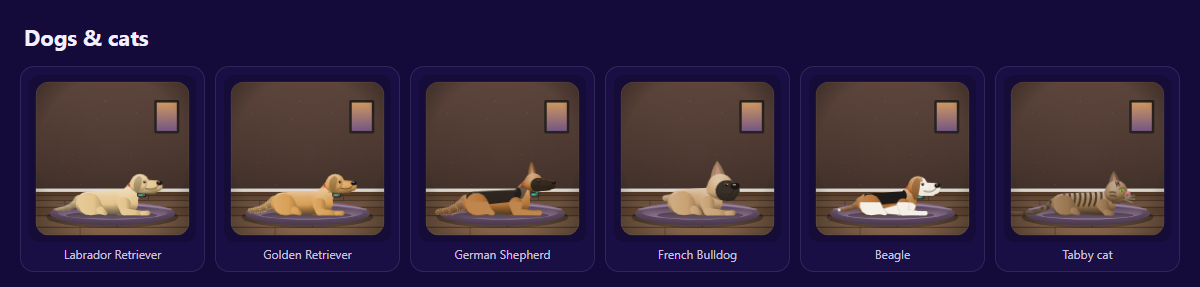 Dogs & cats
Labrador Retriever
Golden Retriever
German Shepherd
French Bulldog
Beagle
Tabby cat